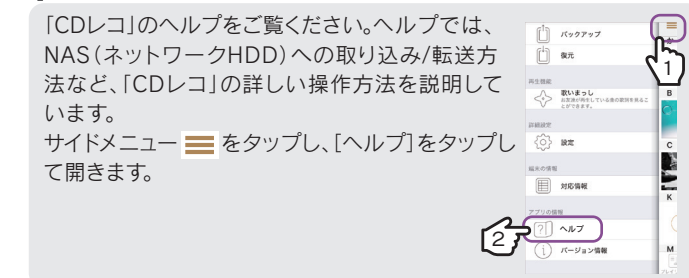 「CDレコ」のヘルプをご覧ください。ヘルプでは、
NAS(ネットワークHDD)への取り込み/転送方
法など、「CDレコ」の詳しい操作方法を説明して
います。
サイドメニュー をタップし、[ヘルプ]をタップし
て開きます。
バックアップ
復元
1
再生機能
歌いまっし
B
詳細設定
設定
C
端末の情報
対応情報
K
アプリの情報
2
ヘルプ
バージョン情報
M